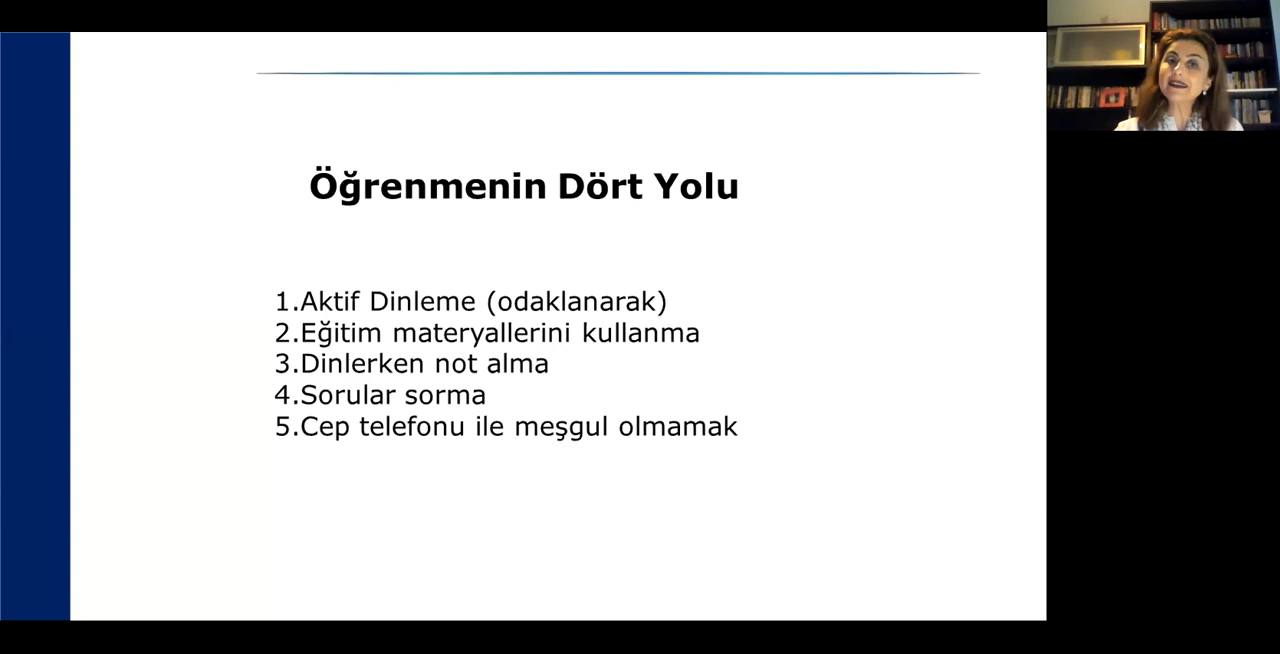 Öğrenmenin Dört Yolu
1.Aktif Dinleme (odaklanarak)
2.Eğitim materyallerini kullanma
3.Dinlerken not alma
4.Sorular sorma
5.Cep telefonu ile meşgul olmamak